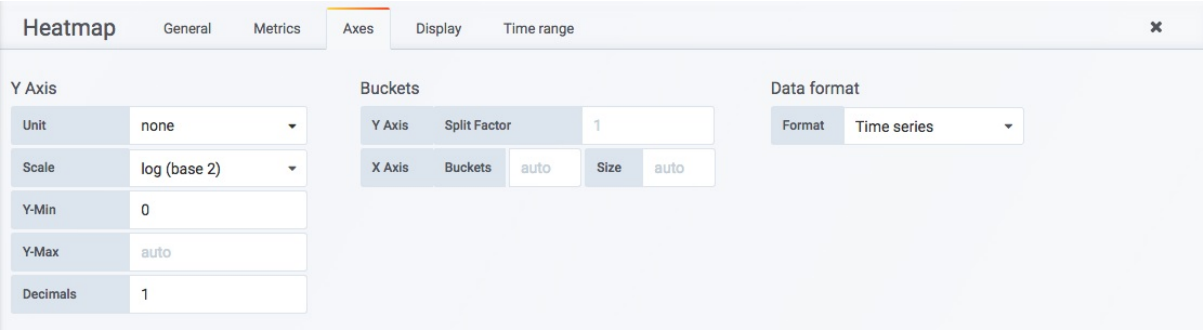 Heatmap General Metrics Axes Display Time range
Y Axis Buckets Data format
Unit none Y Axis Split Factor 1 Format Time series
Scale log (base 2) X Axis Buckets auto Size auto
Y-Min 0
Y-Max auto
Decimals 1